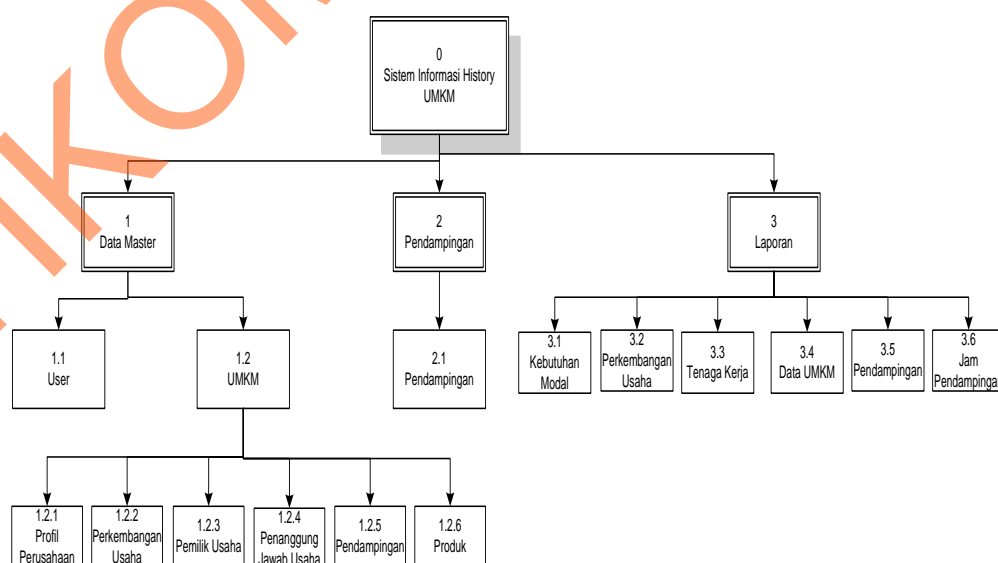 0
Sistem Informasi History
UMKM
1
Data Master
2
Pendampingan
3
Laporan
1.1
User
1.2
UMKM
2.1
Pendampingan
3.1
Kebutuhan
Modal
3.2
Perkembangan
Usaha
3.3
Tenaga Kerja
3.4
Data UMKM
3.5
Pendampingan
3.6
Jam
Pendampingan
1.2.1
Profil
Perusahaan
1.2.2
Perkembangan
Usaha
1.2.3
Pemilik Usaha
1.2.4
Penanggung
Jawab Usaha
1.2.5
Pendampingan
1.2.6
Produk
IKO